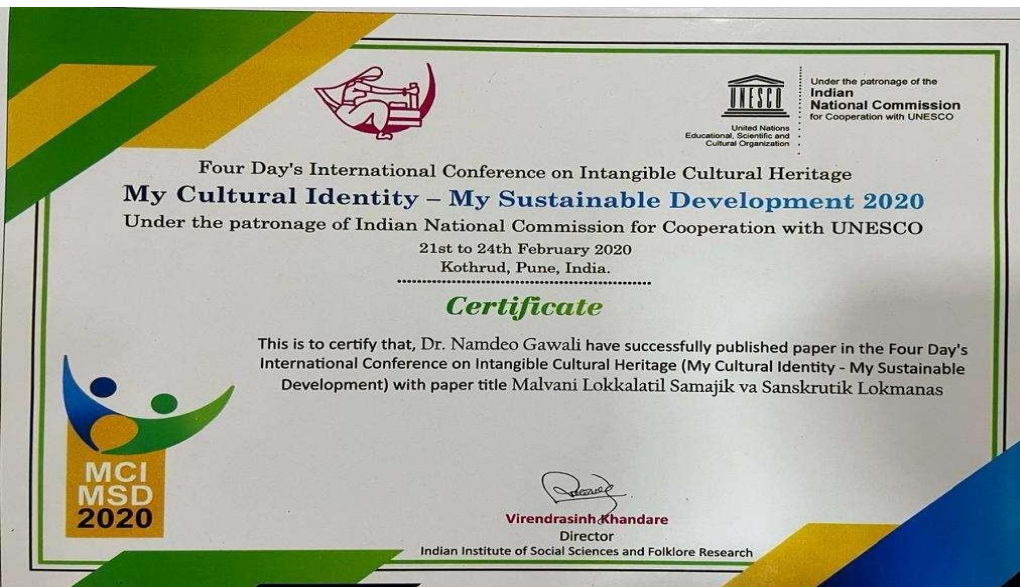 UNESCO
United Nations
Educational, Scientific and
Cultural Organization
Under the patronage of the
Indian
National Commission
for Cooperation with UNESCO
Four Day's International Conference on Intangible Cultural Heritage
My Cultural Identity – My Sustainable Development 2020
Under the patronage of Indian National Commission for Cooperation with UNESCO
21st to 24th February 2020
Kothrud, Pune, India.
Certificate
This is to certify that, Dr. Namdeo Gawali have successfully published paper in the Four Day's
International Conference on Intangible Cultural Heritage (My Cultural Identity - My Sustainable
Development) with paper title Malvani Lokkalatil Samajik va Sanskrutik Lokmanas
MCI
MSD
2020
Virendrasinh Khandare
Director
Indian Institute of Social Sciences and Folklore Research